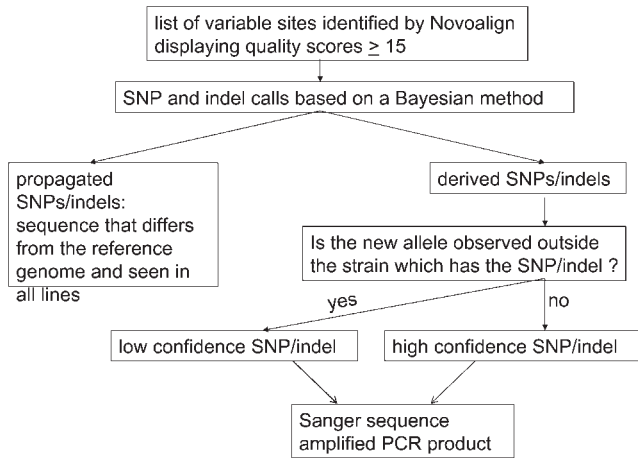 list of variable sites identified by Novoalign
displaying quality scores ≥ 15
SNP and indel calls based on a Bayesian method
propagated
SNPs/indels:
sequence that differs
from the reference
genome and seen in
all lines
derived SNPs/indels
Is the new allele observed outside
the strain which has the SNP/indel ?
yes
no
low confidence SNP/indel
high confidence SNP/indel
Sanger sequence
amplified PCR product